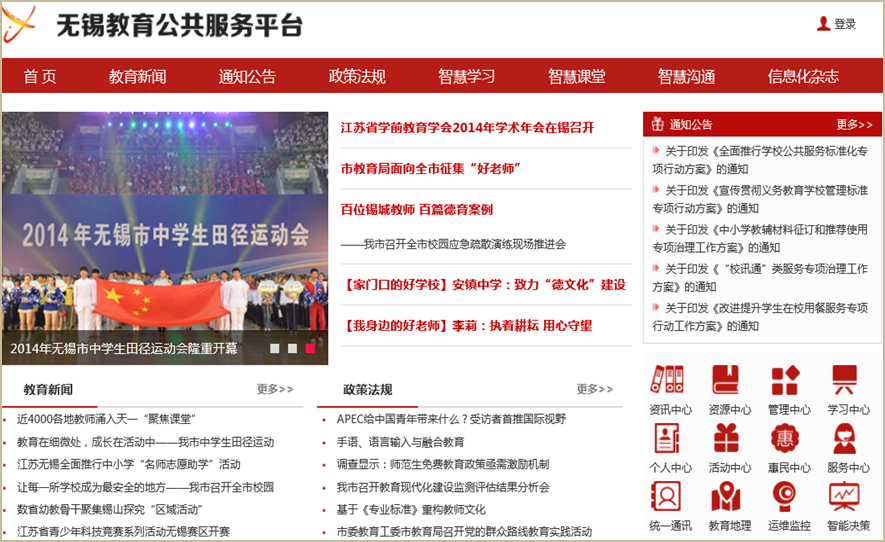 无锡教育公共服务平台
登录
首 页 教育新闻 通知公告 政策法规 智慧学习 智慧课堂 智慧沟通 信息化杂志
2014 年无锡市中学生田径运动会
2014年无锡市中学生田径运动会隆重开幕
江苏省学前教育学会2014年学术年会在锡召开
市教育局面向全市征集“好老师”
百位锡城教师 百篇德育案例
——我市召开全市校园应急疏散演练现场推进会
【家门口的好学校】安镇中学：致力“德文化”建设
【我身边的好老师】李莉：执着耕耘 用心守望
通知公告 更多>>
关于印发《全面推行学校公共服务标准化专
项行动方案》的通知
关于印发《宣传贯彻义务教育学校管理标准
专项行动方案》的通知
关于印发《中小学教辅材料征订和推荐使用
专项治理工作方案》的通知
关于印发《“校讯通”类服务专项治理工作
方案》的通知
关于印发《改进提升学生在校用餐服务专项
行动工作方案》的通知
教育新闻 更多>>
近4000各地教师涌入天一“聚焦课堂”
教育在细微处，成长在活动中——我市中学生田径运动
江苏无锡全面推行中小学“名师志愿助学”活动
让每一所学校成为最安全的地方——我市召开全市校园
数省幼教骨干聚集锡山探究“区域活动”
江苏省青少年科技竞赛系列活动无锡赛区开赛
政策法规 更多>>
APEC给中国青年带来什么？受访者首推国际视野
手语、语言输入与融合教育
调查显示：师范生免费教育政策亟需激励机制
我市召开教育现代化建设监测评估结果分析会
基于《专业标准》重构教师文化
市委教育工委市教育局召开党的群众路线教育实践活动
资讯中心 资源中心 管理中心 学习中心
惠
个人中心 活动中心 惠民中心 服务中心
统一通讯 教育地理 运维监控 智能决策